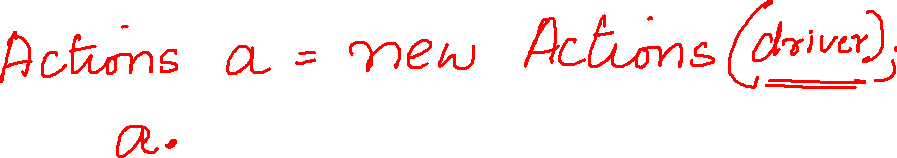 Actions a = new Actions(driver);
a.